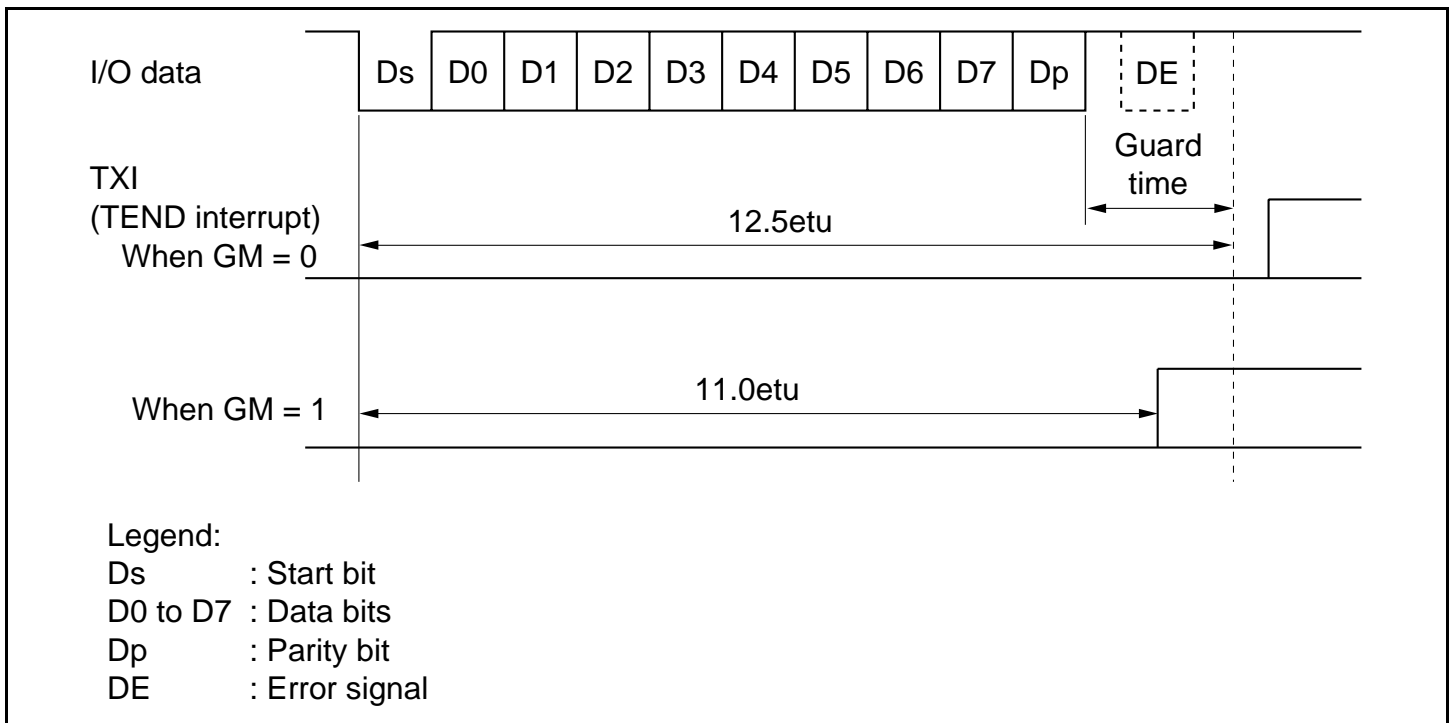 I/O data
Ds D0 D1 D2 D3 D4 D5 D6 D7 Dp DE
Guard
time
TXI
(TEND interrupt)
When GM = 0
12.5etu
When GM = 1
11.0etu
Legend:
Ds : Start bit
D0 to D7 : Data bits
Dp : Parity bit
DE : Error signal